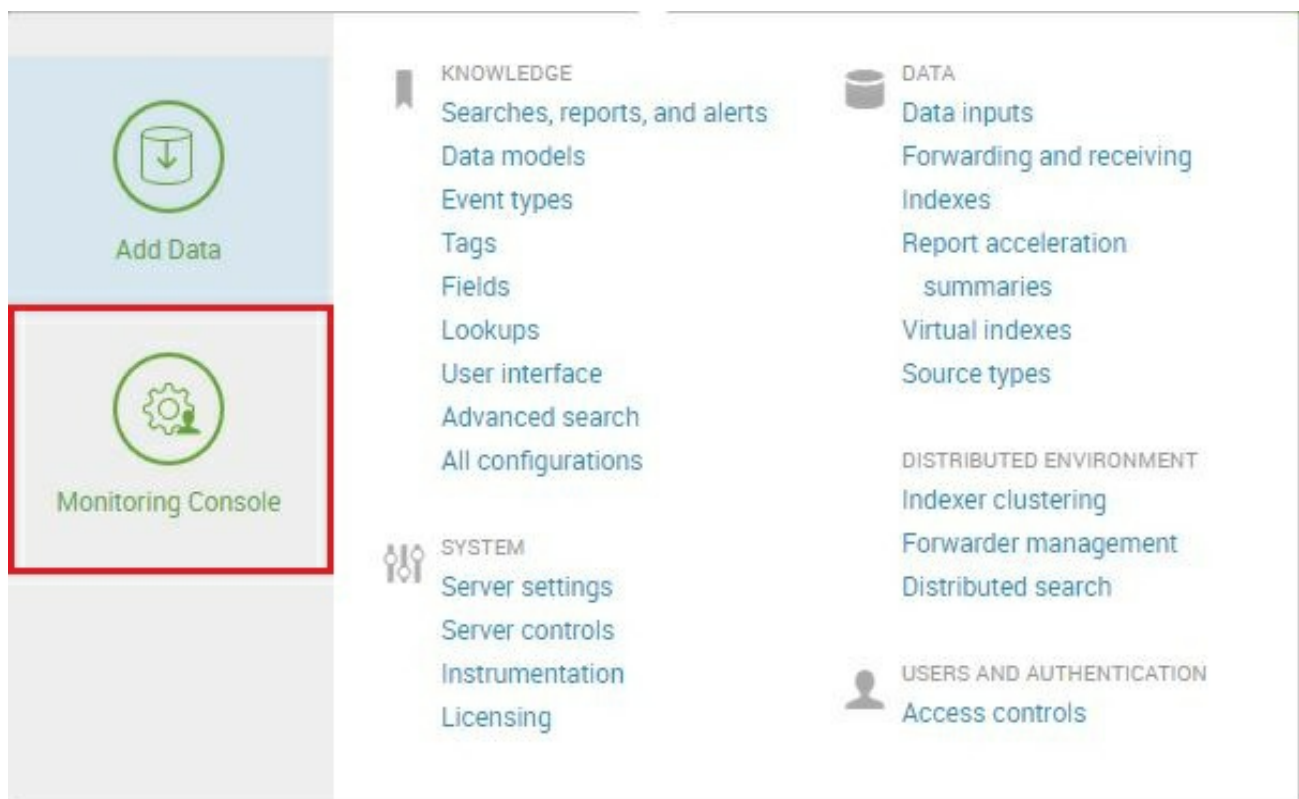 Add Data
Monitoring Console
KNOWLEDGE
Searches, reports, and alerts
Data models
Event types
Tags
Fields
Lookups
User interface
Advanced search
All configurations
SYSTEM
Server settings
Server controls
Instrumentation
Licensing
DATA
Data inputs
Forwarding and receiving
Indexes
Report acceleration
summaries
Virtual indexes
Source types
DISTRIBUTED ENVIRONMENT
Indexer clustering
Forwarder management
Distributed search
USERS AND AUTHENTICATION
Access controls